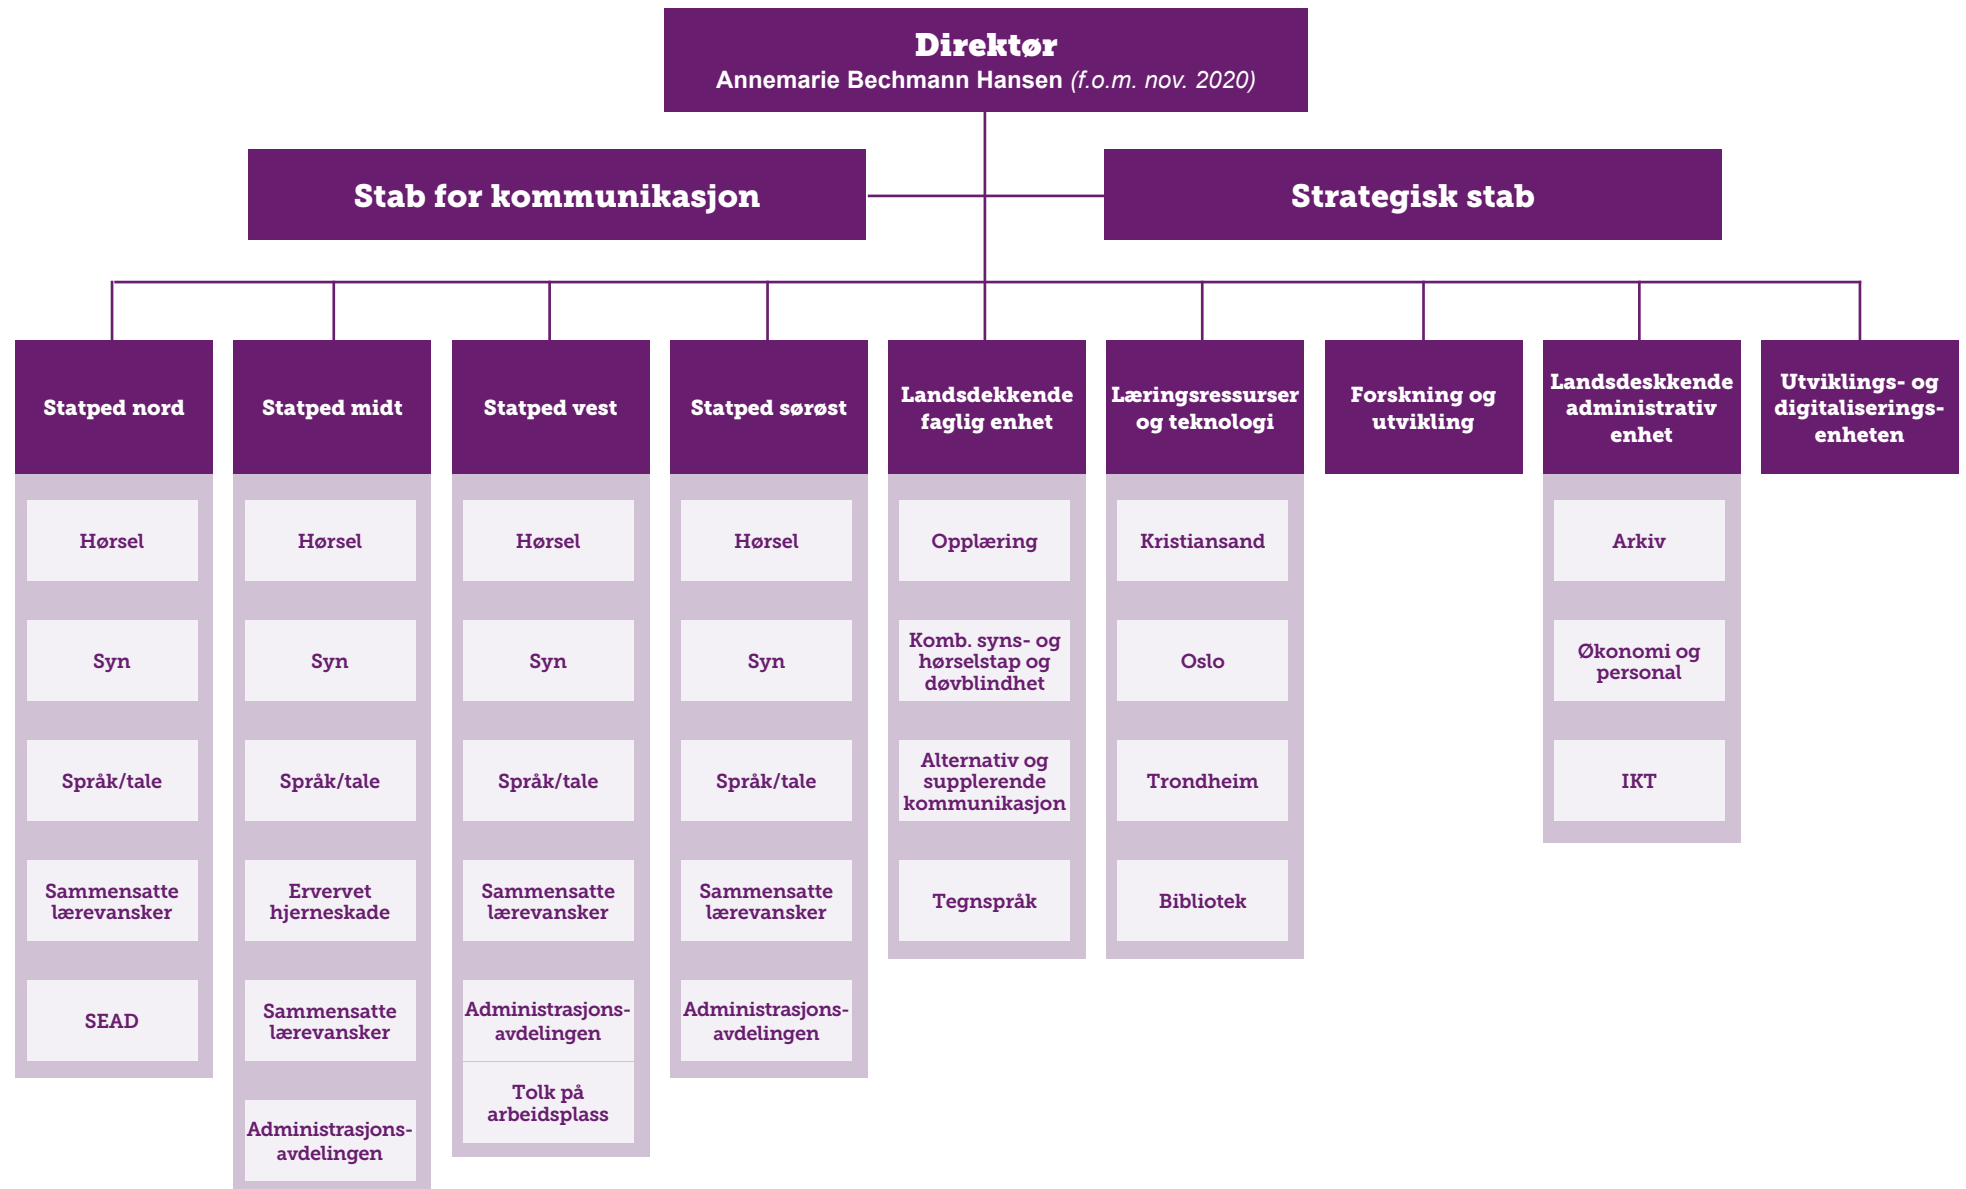 Direktør
Annemarie Bechmann Hansen (f.o.m. nov. 2020)
Stab for kommunikasjon
Strategisk stab
Statped nord
Hørsel
Syn
Språk/tale
Sammensatte
lærevansker
SEAD
Statped midt
Hørsel
Syn
Språk/tale
Ervervet
hjerneskade
Sammensatte
lærevansker
Administrasjons-
avdelingen
Statped vest
Hørsel
Syn
Språk/tale
Sammensatte
lærevansker
Administrasjons-
avdelingen
Tolk på
arbeidsplass
Statped sørøst
Hørsel
Syn
Språk/tale
Sammensatte
lærevansker
Administrasjons-
avdelingen
Landsdekkende
faglig enhet
Opplæring
Komb. syns- og
hørselstap og
døvblindhet
Alternativ og
supplerende
kommunikasjon
Tegnspråk
Læringsressurser
og teknologi
Kristiansand
Oslo
Trondheim
Bibliotek
Forskning og
utvikling
Landsdeskkende
administrativ
enhet
Arkiv
Økonomi og
personal
IKT
Utviklings- og
digitaliserings-
enheten